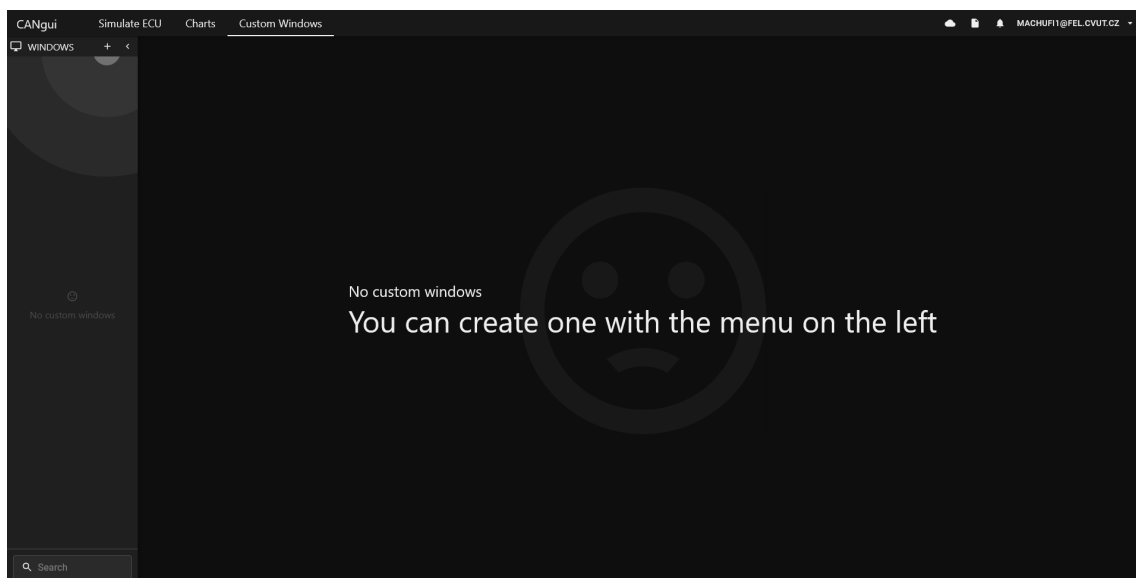 CANgui Simulate ECU Charts Custom Windows MACHUFI1@FEL.CVUT.CZ
WINDOWS
No custom windows
No custom windows
You can create one with the menu on the left
Search